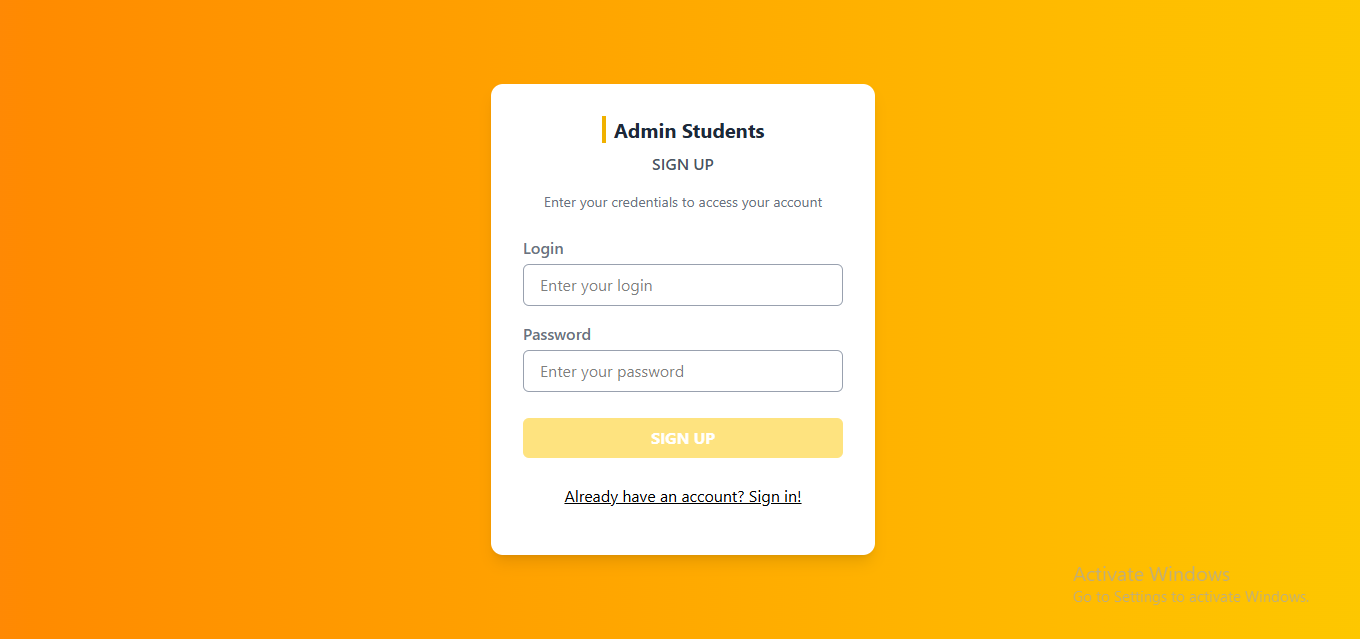 Admin Students
SIGN UP
Enter your credentials to access your account
Login
Enter your login
Password
Enter your password
SIGN UP
Already have an account? Sign in!
Activate Windows
Go to Settings to activate Windows.